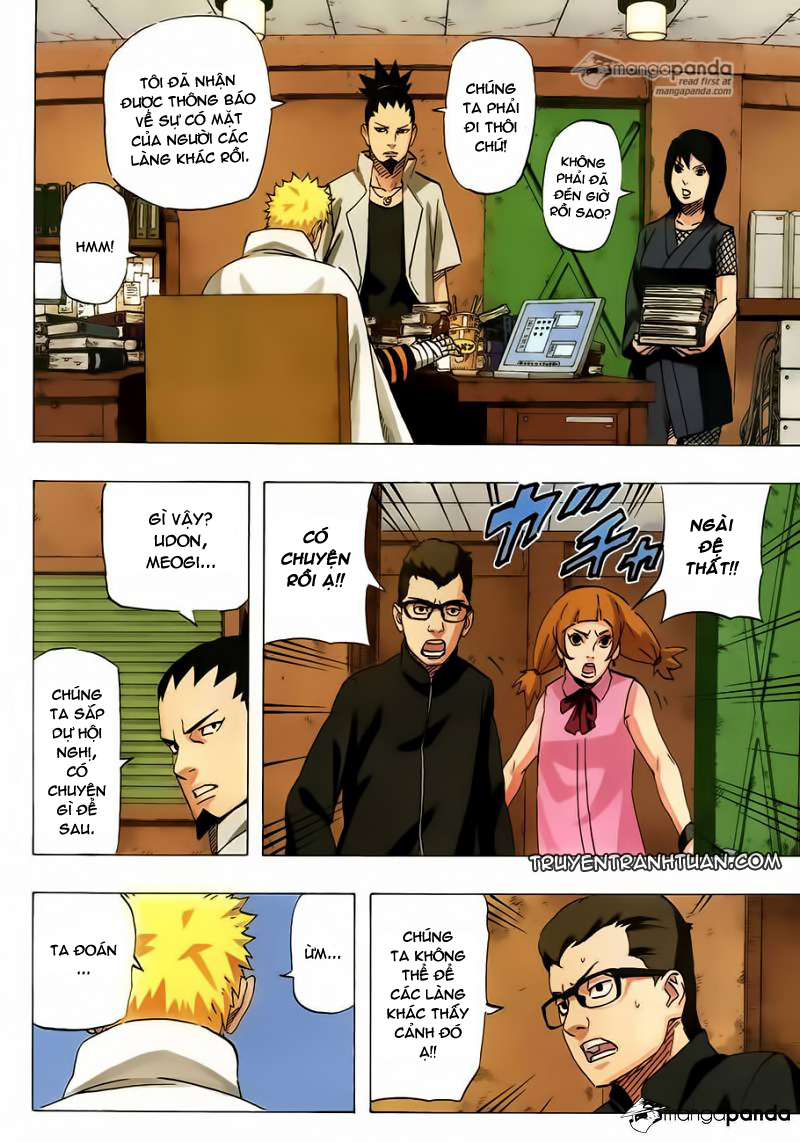 mangapanda
read first at
mangapanda.com
KHÔNG
PHẢI ĐÃ
ĐẾN GIỜ
RỒI SAO?
CHÚNG
TA PHẢI
ĐI THÔI
CHỨ!
TÔI ĐÃ NHẬN
ĐƯỢC THÔNG BÁO
VỀ SỰ CÓ MẶT
CỦA NGƯỜI CÁC
LÀNG KHÁC RỒI.
HMM!
NGÀI
ĐỆ
THẤT!!
ガチャ
CÓ
CHUYỆN
RỒI Ạ!!
GÌ VẬY?
UDON,
MEOGI...
CHÚNG
TA SẮP
DỰ HỘI
NGHỊ,
CÓ
CHUYỆN
GÌ ĐỂ
SAU.
TRUYENTRANHTUAN.COM
CHÚNG
TA KHÔNG
THỂ ĐỂ
CÁC LÀNG
KHÁC THẤY
CẢNH ĐÓ
Ạ!!
ỪM...
TA ĐOÁN
...
mangapanda